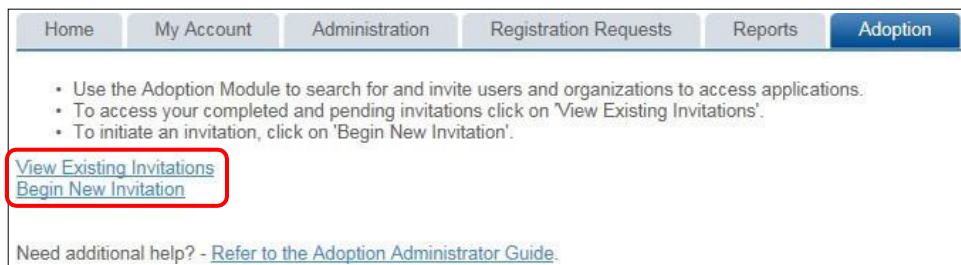 Home My Account Administration Registration Requests Reports Adoption
• Use the Adoption Module to search for and invite users and organizations to access applications.
• To access your completed and pending invitations click on 'View Existing Invitations'.
• To initiate an invitation, click on 'Begin New Invitation'.
View Existing Invitations
Begin New Invitation
Need additional help? - Refer to the Adoption Administrator Guide.